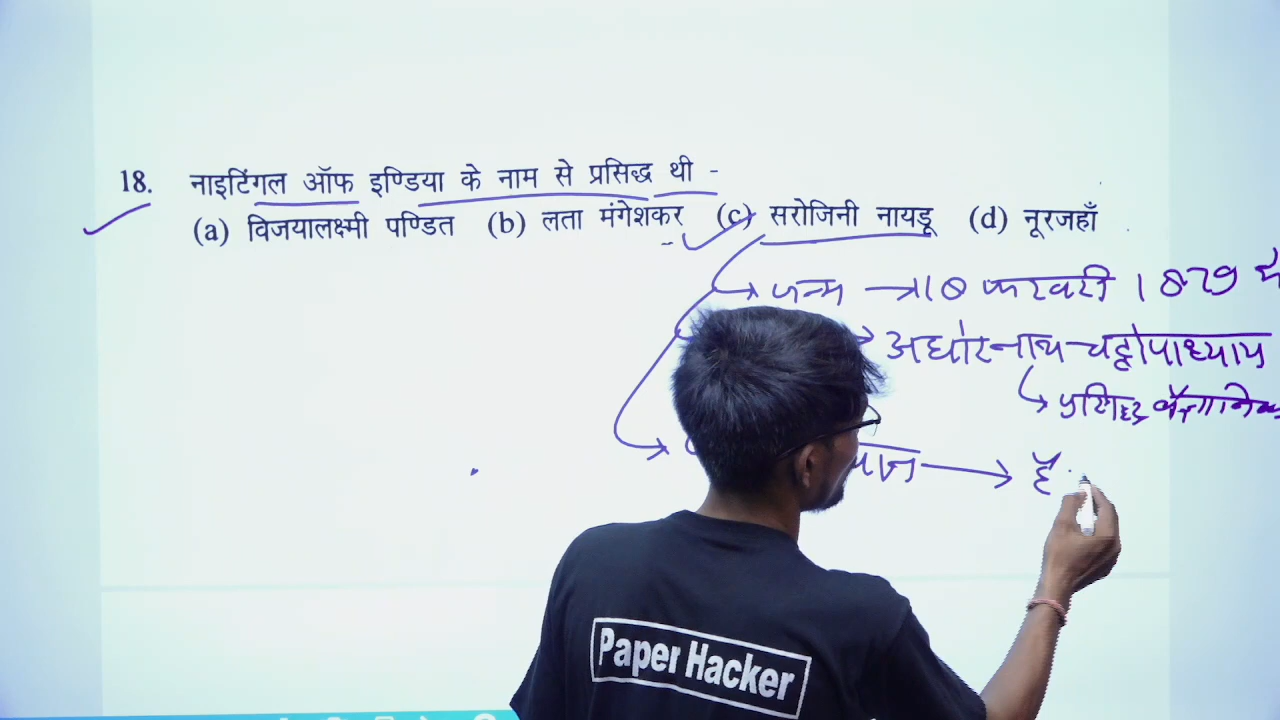 18. नाइटिंगल ऑफ इण्डिया के नाम से प्रसिद्ध थी -
(a) विजयालक्ष्मी पण्डित (b) लता मंगेशकर (c) सरोजिनी नायडू (d) नूरजहाँ
जन्म → फरवरी 1879
अघोरनाथ चट्टोपाध्याय
प्रसिद्ध वैज्ञानिक
Paper Hacker